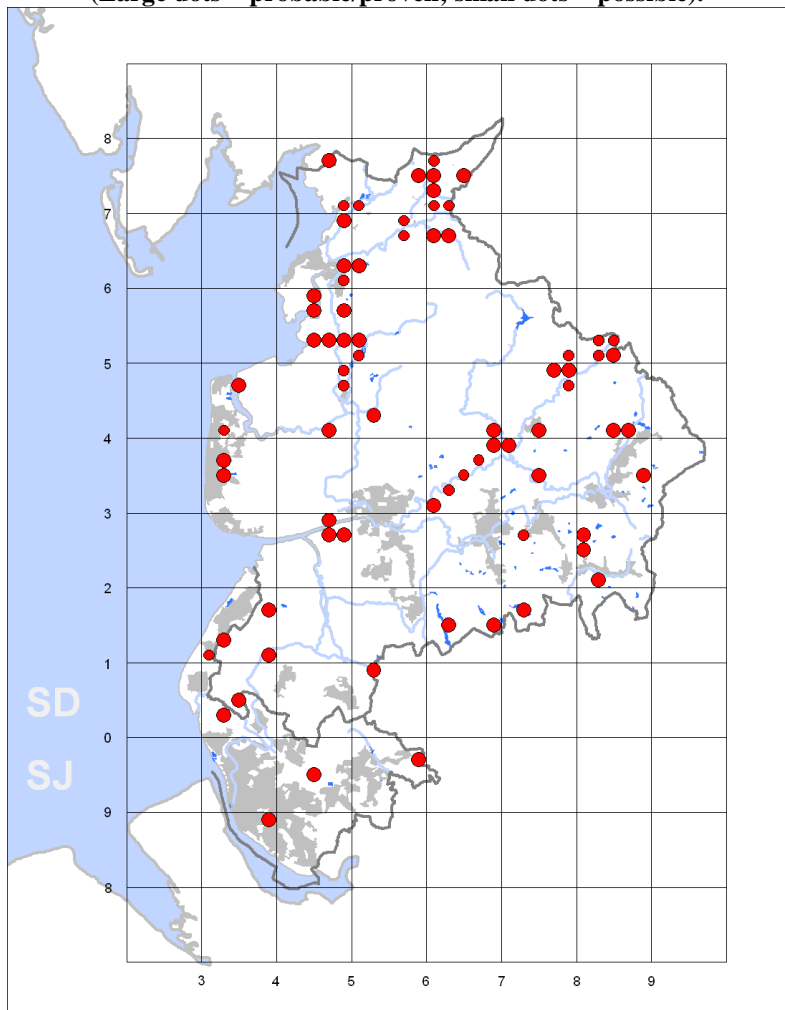 (Large dots = probable/proven, small dots = possible).
8
7
6
5
4
3
2
1
SD
0
SJ
9
8
3 4 5 6 7 8 9